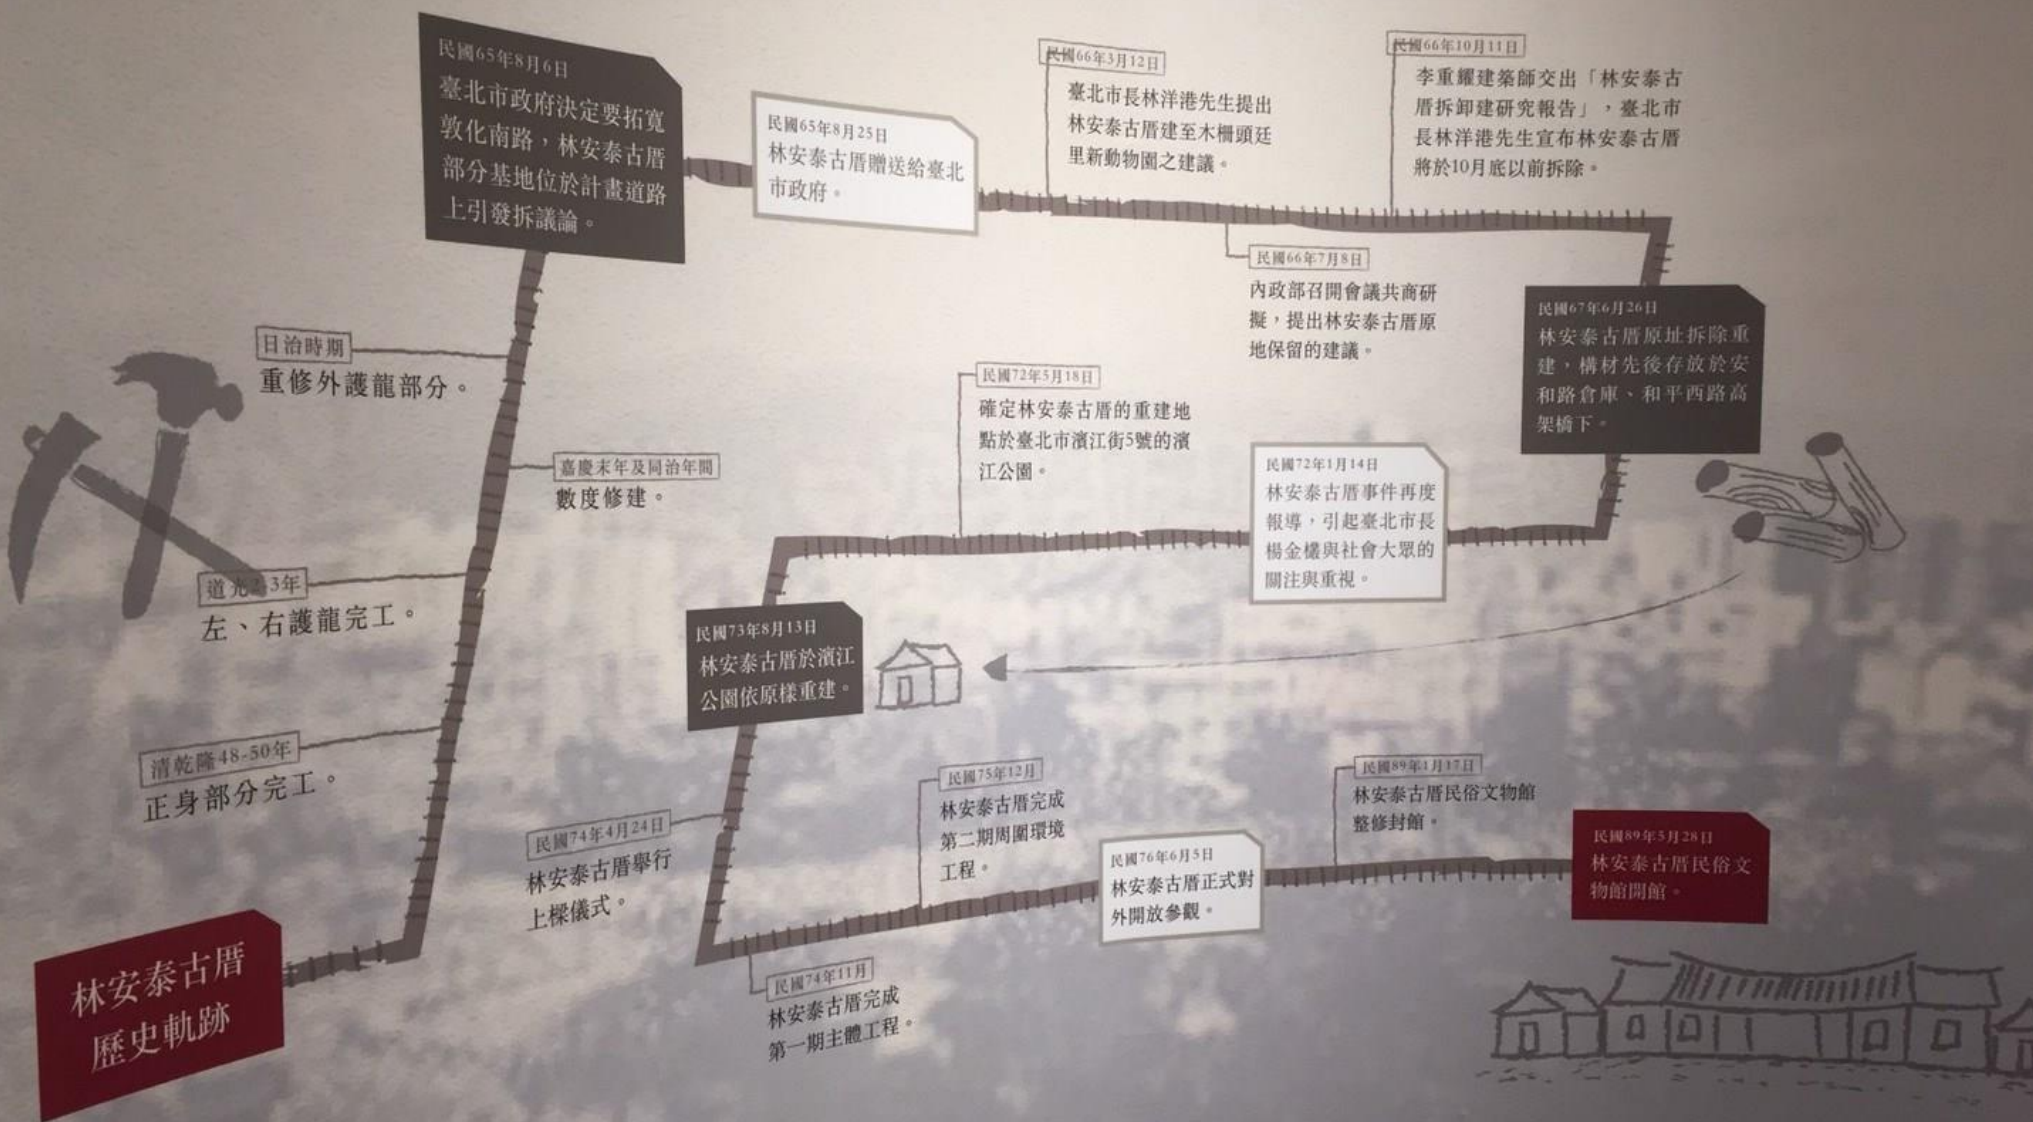 林安泰古厝
歷史軌跡
清乾隆48-50年
正身部分完工。
道光2-3年
左、右護龍完工。
嘉慶末年及同治年間
數度修建。
日治時期
重修外護龍部分。
民國65年8月6日
臺北市政府決定要拓寬
敦化南路，林安泰古厝
部分基地位於計畫道路
上引發拆議論。
民國65年8月25日
林安泰古厝贈送給臺北
市政府。
民國66年3月12日
臺北市長林洋港先生提出
林安泰古厝建至木柵頭廷
里新動物園之建議。
民國66年7月8日
內政部召開會議共商研
擬，提出林安泰古厝原
地保留的建議。
民國66年10月11日
李重耀建築師交出「林安泰古
厝拆卸建研究報告」，臺北市
長林洋港先生宣布林安泰古厝
將於10月底以前拆除。
民國67年6月26日
林安泰古厝原址拆除重
建，構材先後存放於安
和路倉庫、和平西路高
架橋下。
民國72年1月14日
林安泰古厝事件再度
報導，引起臺北市長
楊金欉與社會大眾的
關注與重視。
民國72年5月18日
確定林安泰古厝的重建地
點於臺北市濱江街5號的濱
江公園。
民國73年8月13日
林安泰古厝於濱江
公園依原樣重建。
民國74年4月24日
林安泰古厝舉行
上樑儀式。
民國74年11月
林安泰古厝完成
第一期主體工程。
民國75年12月
林安泰古厝完成
第二期周圍環境
工程。
民國76年6月5日
林安泰古厝正式對
外開放參觀。
民國89年1月17日
林安泰古厝民俗文物館
整修封館。
民國89年5月28日
林安泰古厝民俗文
物館開館。